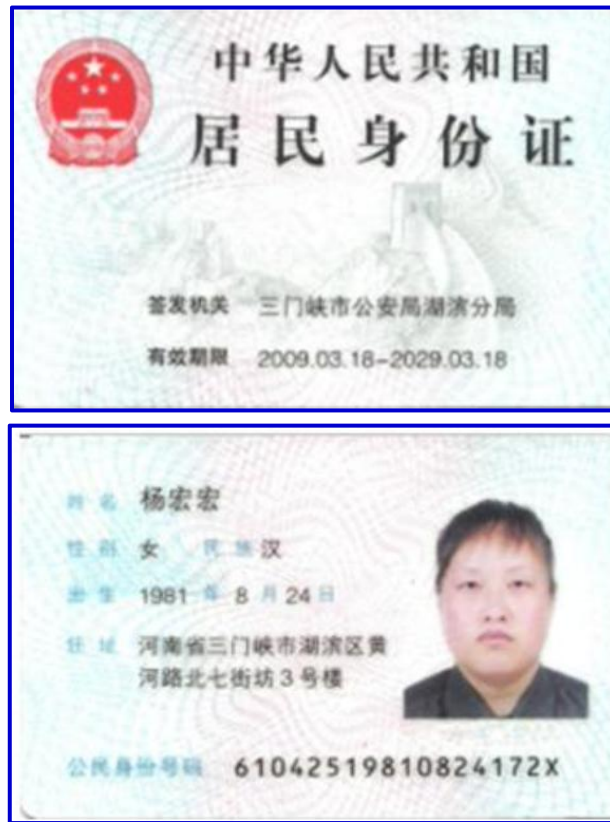 中华人民共和国
居民身份证
签发机关 三门峡市公安局湖滨分局
有效期限 2009.03.18-2029.03.18
姓名 杨宏宏
性别 女 民族 汉
出生 1981 年 8 月 24 日
住址 河南省三门峡市湖滨区黄
河路北七街坊3号楼
公民身份号码 61042519810824172X